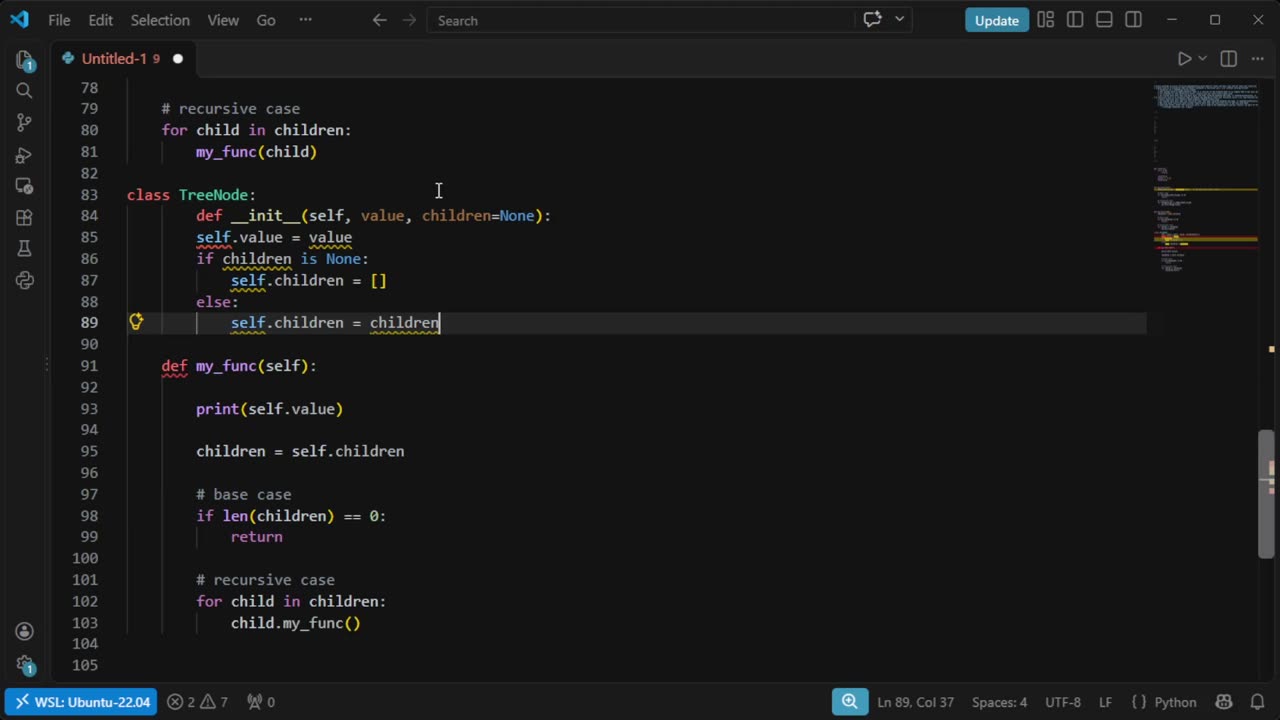 File Edit Selection View Go ··· Search Update
Untitled-1 9
78
79 # recursive case
80 for child in children:
81 my_func(child)
82
83 class TreeNode:
84 def __init__(self, value, children=None):
85 self.value = value
86 if children is None:
87 self.children = []
88 else:
89 self.children = children
90
91 def my_func(self):
92
93 print(self.value)
94
95 children = self.children
96
97 # base case
98 if len(children) == 0:
99 return
100
101 # recursive case
102 for child in children:
103 child.my_func()
104
105
1
1
WSL: Ubuntu-22.04 2 7 0 Ln 89, Col 37 Spaces: 4 UTF-8 LF { } Python